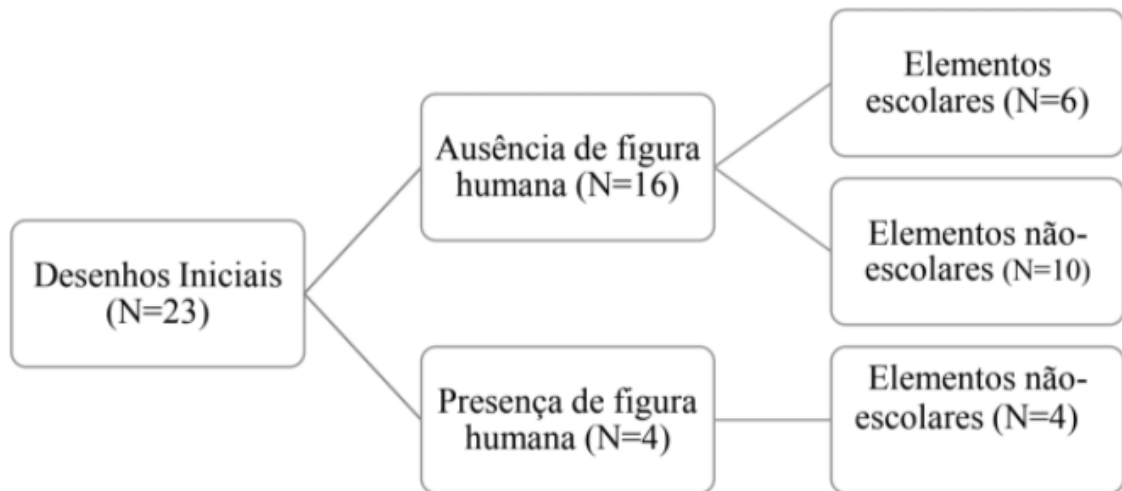 Desenhos Iniciais
(N=23)
Ausência de figura
humana (N=16)
Presença de figura
humana (N=4)
Elementos
escolares (N=6)
Elementos não-
escolares (N=10)
Elementos não-
escolares (N=4)